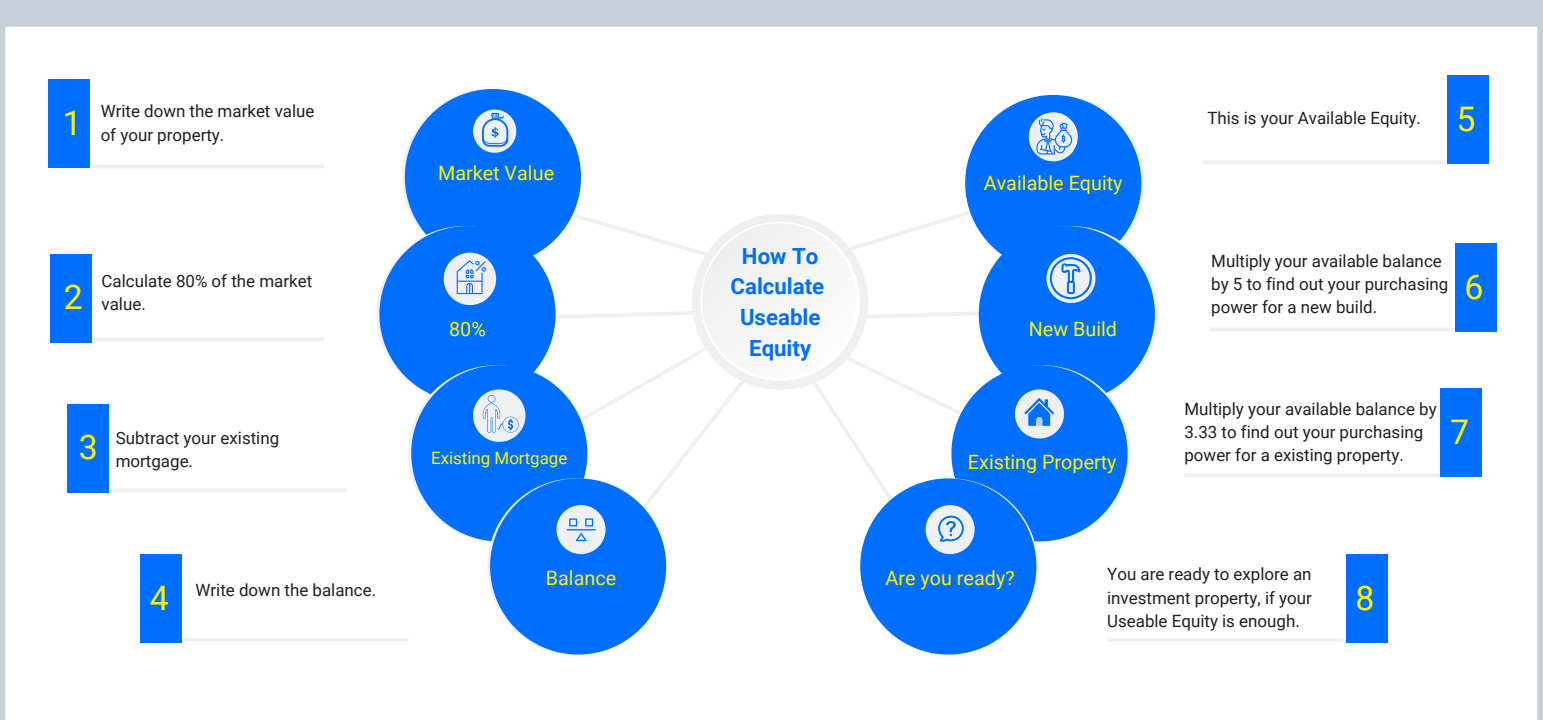 1
Write down the market value
of your property.
2
Calculate 80% of the market
value.
3
Subtract your existing
mortgage.
4
Write down the balance.
$
Market Value
%
80%
$
Existing Mortgage
Balance
How To
Calculate
Useable
Equity
$
Available Equity
New Build
Existing Property
?
Are you ready?
This is your Available Equity.
5
Multiply your available balance
by 5 to find out your purchasing
power for a new build.
6
Multiply your available balance by
3.33 to find out your purchasing
power for a existing property.
7
You are ready to explore an
investment property, if your
Useable Equity is enough.
8